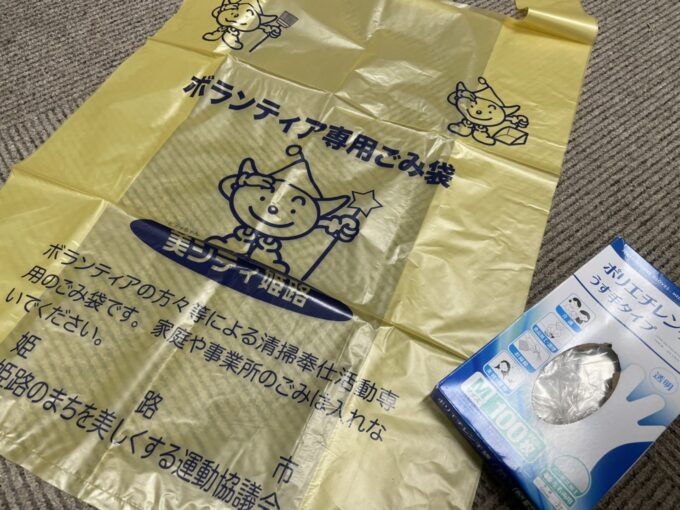 ボランティア専用ごみ袋
美シティ姫路
ボランティアの方々等による清掃奉仕活動専
用のごみ袋です。 家庭や事業所のごみは入れな
いでください。
姫 路 市
姫路のまちを美しくする運動協議会
ポリエチレン
うす手タイプ
透明
M 100枚